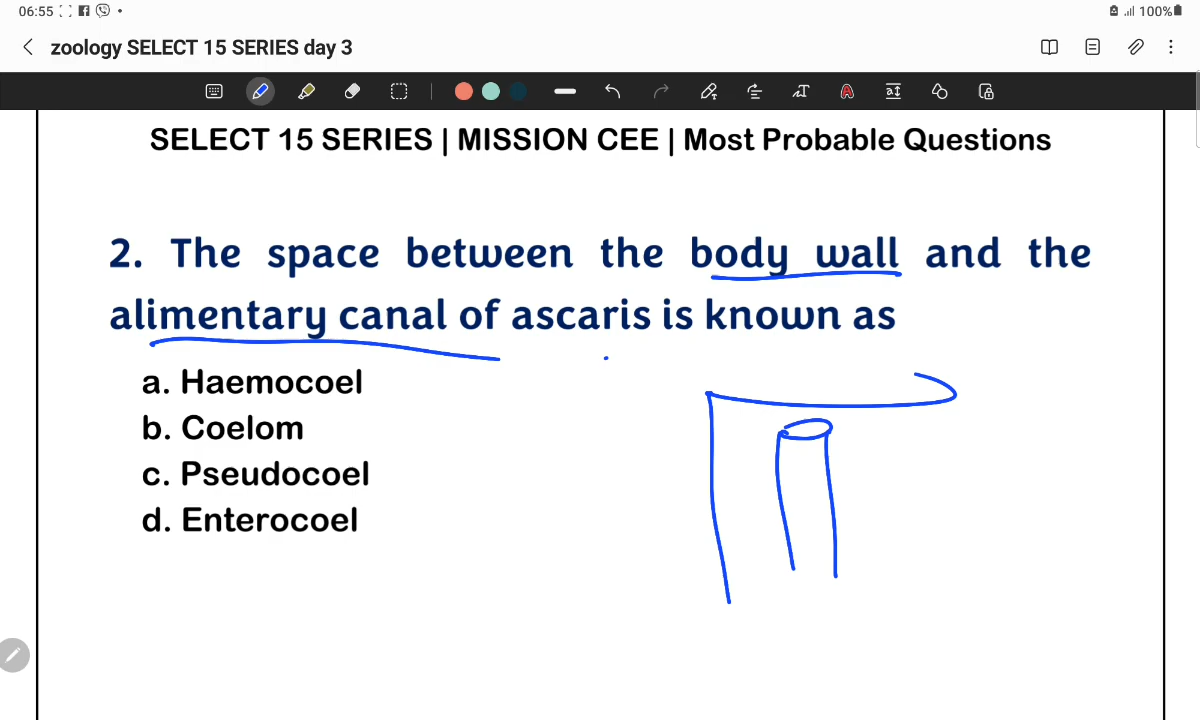 06:55
100%
zoology SELECT 15 SERIES day 3
SELECT 15 SERIES | MISSION CEE | Most Probable Questions
2. The space between the body wall and the
alimentary canal of ascaris is known as
a. Haemocoel
b. Coelom
c. Pseudocoel
d. Enterocoel